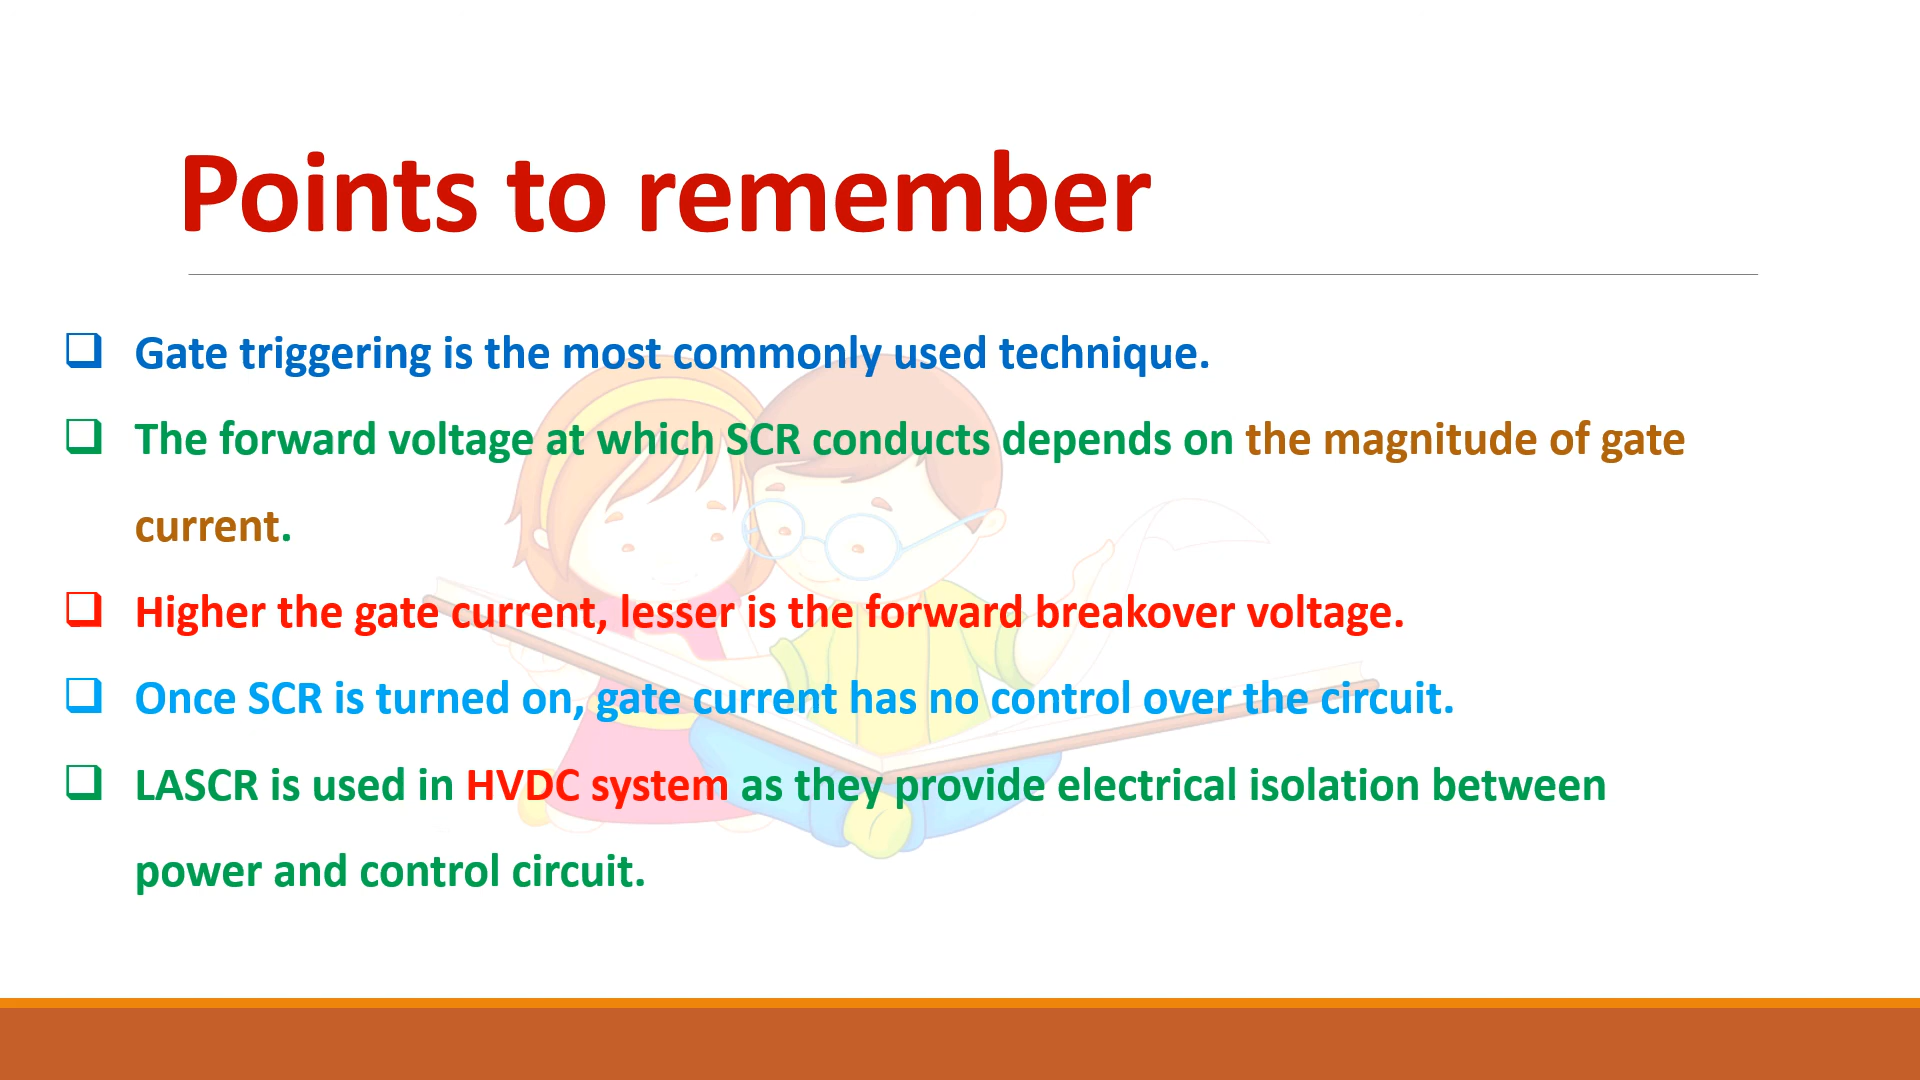 Points to remember
❑ Gate triggering is the most commonly used technique.
❑ The forward voltage at which SCR conducts depends on the magnitude of gate
current.
❑ Higher the gate current, lesser is the forward breakover voltage.
❑ Once SCR is turned on, gate current has no control over the circuit.
❑ LASCR is used in HVDC system as they provide electrical isolation between
power and control circuit.